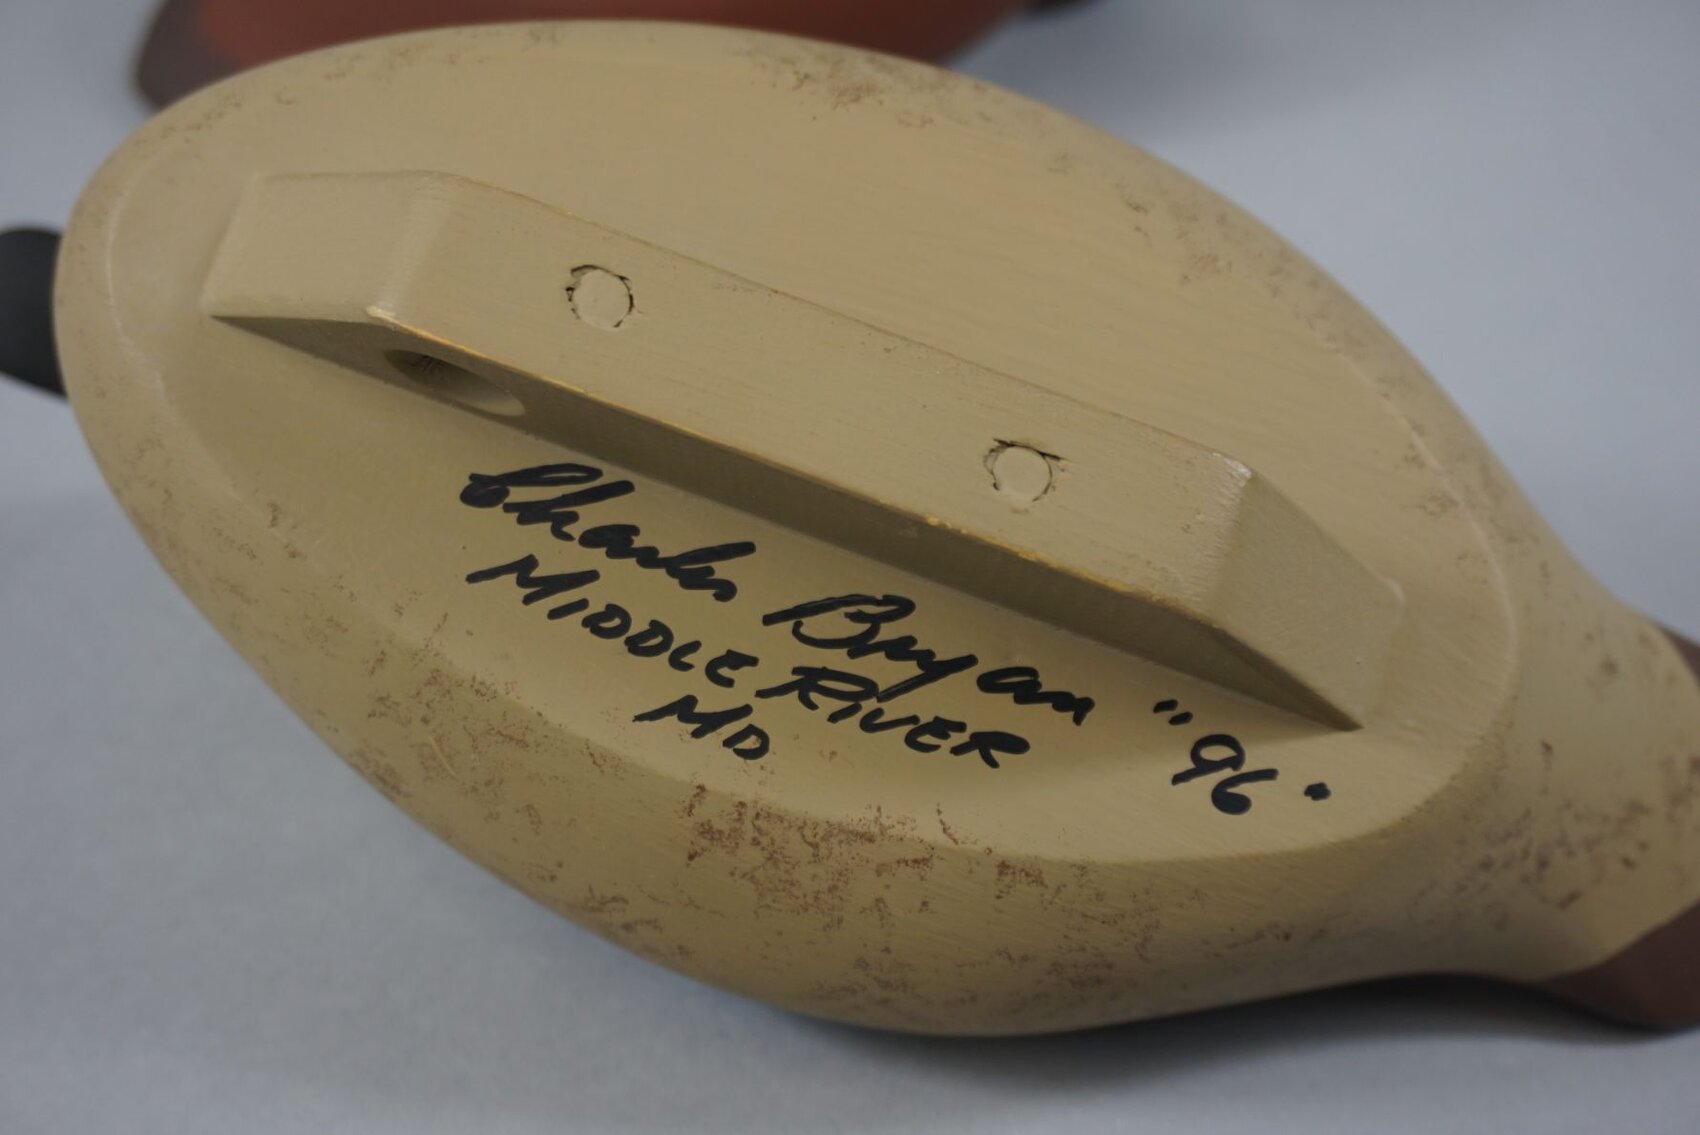 Charles Bryan "96"
MIDDLE RIVER
MD